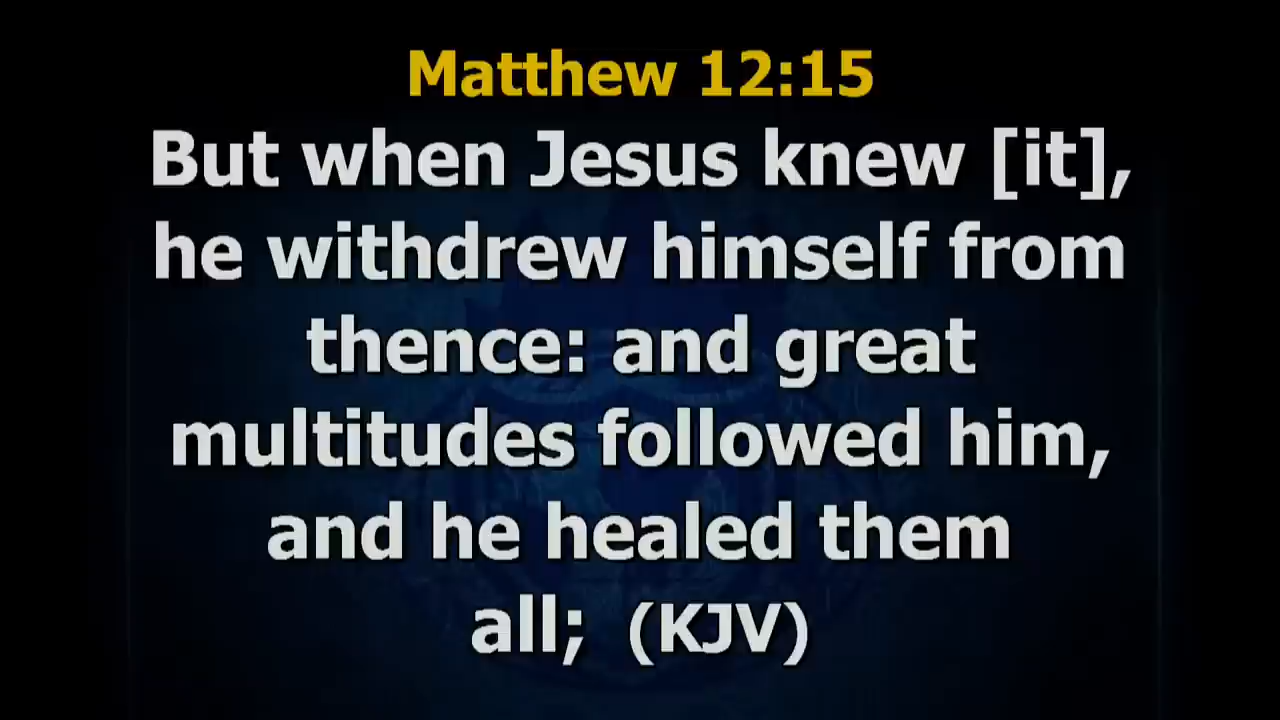 Matthew 12:15
But when Jesus knew [it],
he withdrew himself from
thence: and great
multitudes followed him,
and he healed them
all; (KJV)